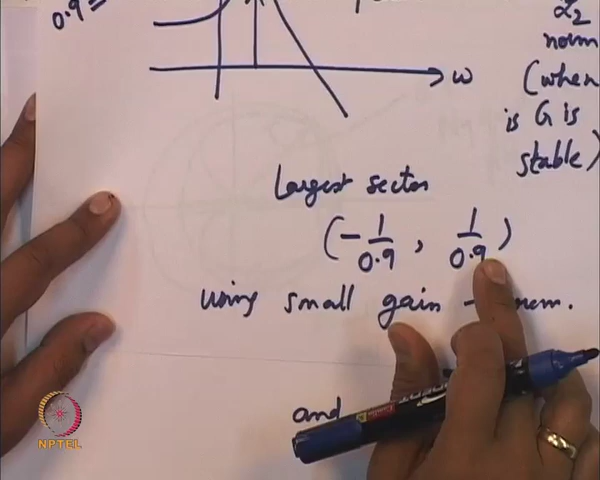 0.9 =
ω
L2
norm
(when
is G is
stable)
Largest sector
(-1/0.9, 1/0.9)
using small gain
and
NPTEL